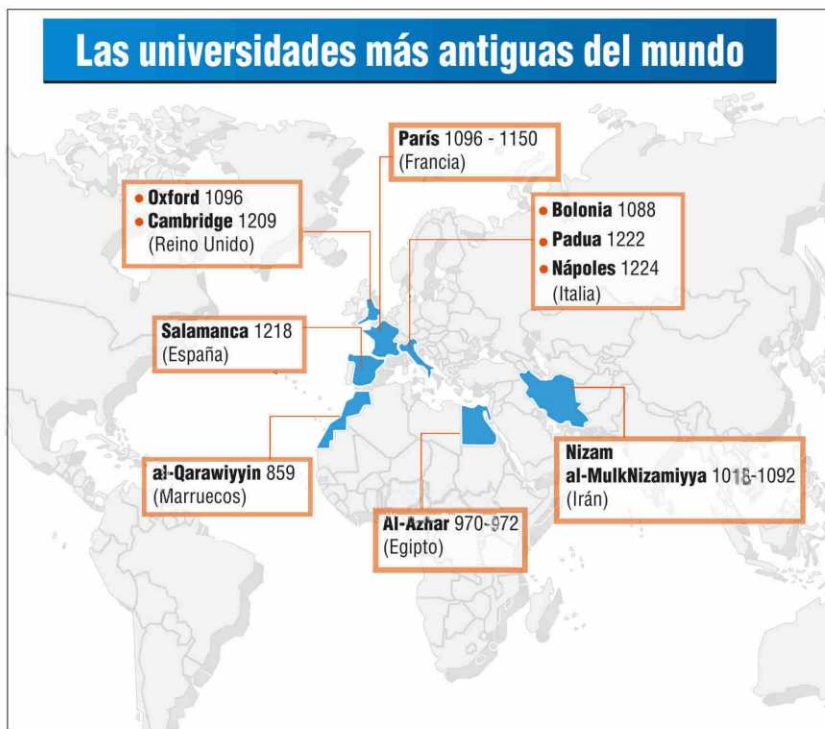 Las universidades más antiguas del mundo
París 1096 - 1150
(Francia)
• Oxford 1096
• Cambridge 1209
(Reino Unido)
• Bolonia 1088
• Padua 1222
• Nápoles 1224
(Italia)
Salamanca 1218
(España)
al-Qarawiyyin 859
(Marruecos)
Al-Azhar 970-972
(Egipto)
Nizam
al-MulkNizamiyya 1018-1092
(Irán)